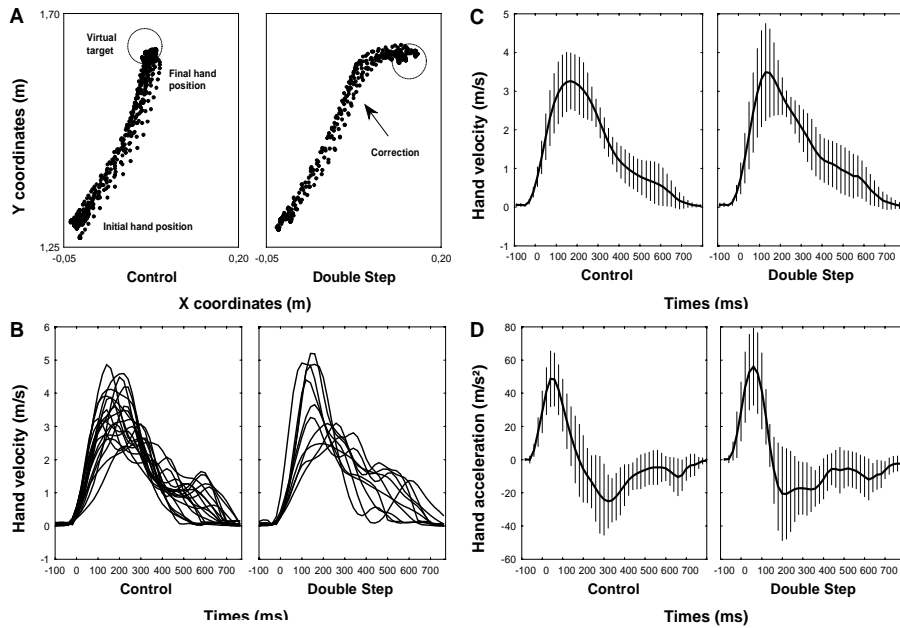 A
1,70
Virtual
target
Final hand
position
Y coordinates (m)
Initial hand position
Correction
1,25
-0,05
0,20
-0,05
0,20
Control
Double Step
X coordinates (m)
B
6
5
4
3
2
1
0
-1
Hand velocity (m/s)
-100 0 100 200 300 400 500 600 700
-100 0 100 200 300 400 500 600 700
Control
Double Step
Times (ms)
C
5
4
3
2
1
0
-1
Hand velocity (m/s)
-100 0 100 200 300 400 500 600 700
-100 0 100 200 300 400 500 600 700
Control
Double Step
Times (ms)
D
80
60
40
20
0
-20
-40
-60
Hand acceleration (m/s²)
-100 0 100 200 300 400 500 600 700
-100 0 100 200 300 400 500 600 700
Control
Double Step
Times (ms)